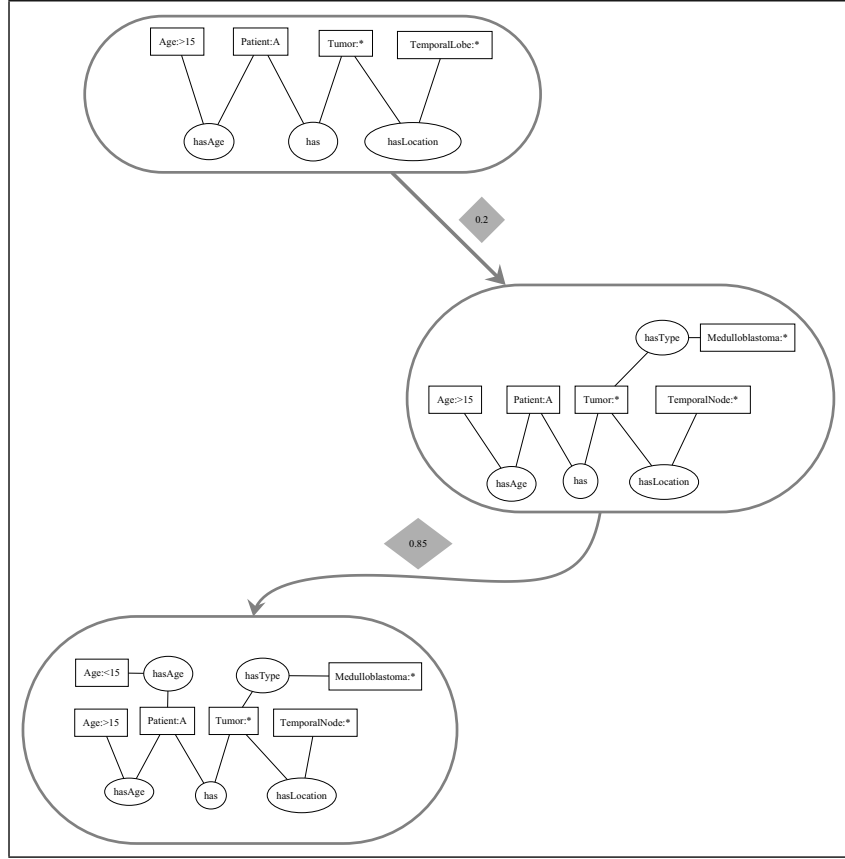 Age:>15
Patient:A
Tumor:*
TemporalLobe:*
hasAge
has
hasLocation
0.2
hasType
Medulloblastoma:*
Age:>15
Patient:A
Tumor:*
TemporalNode:*
hasAge
has
hasLocation
0.85
Age:<15
hasAge
hasType
Medulloblastoma:*
Age:>15
Patient:A
Tumor:*
TemporalNode:*
hasAge
has
hasLocation